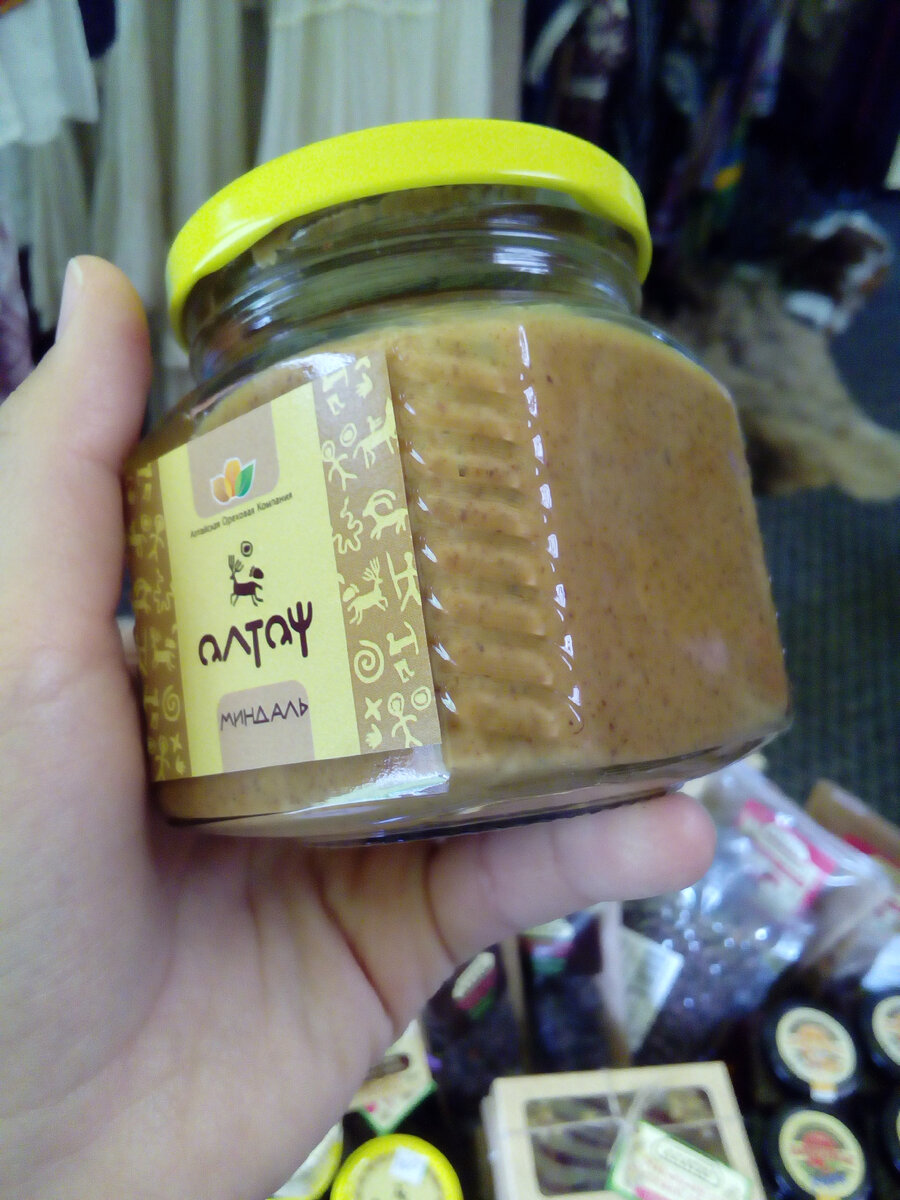 Алтайская Ореховая Компания
алтай
МИНДАЛЬ